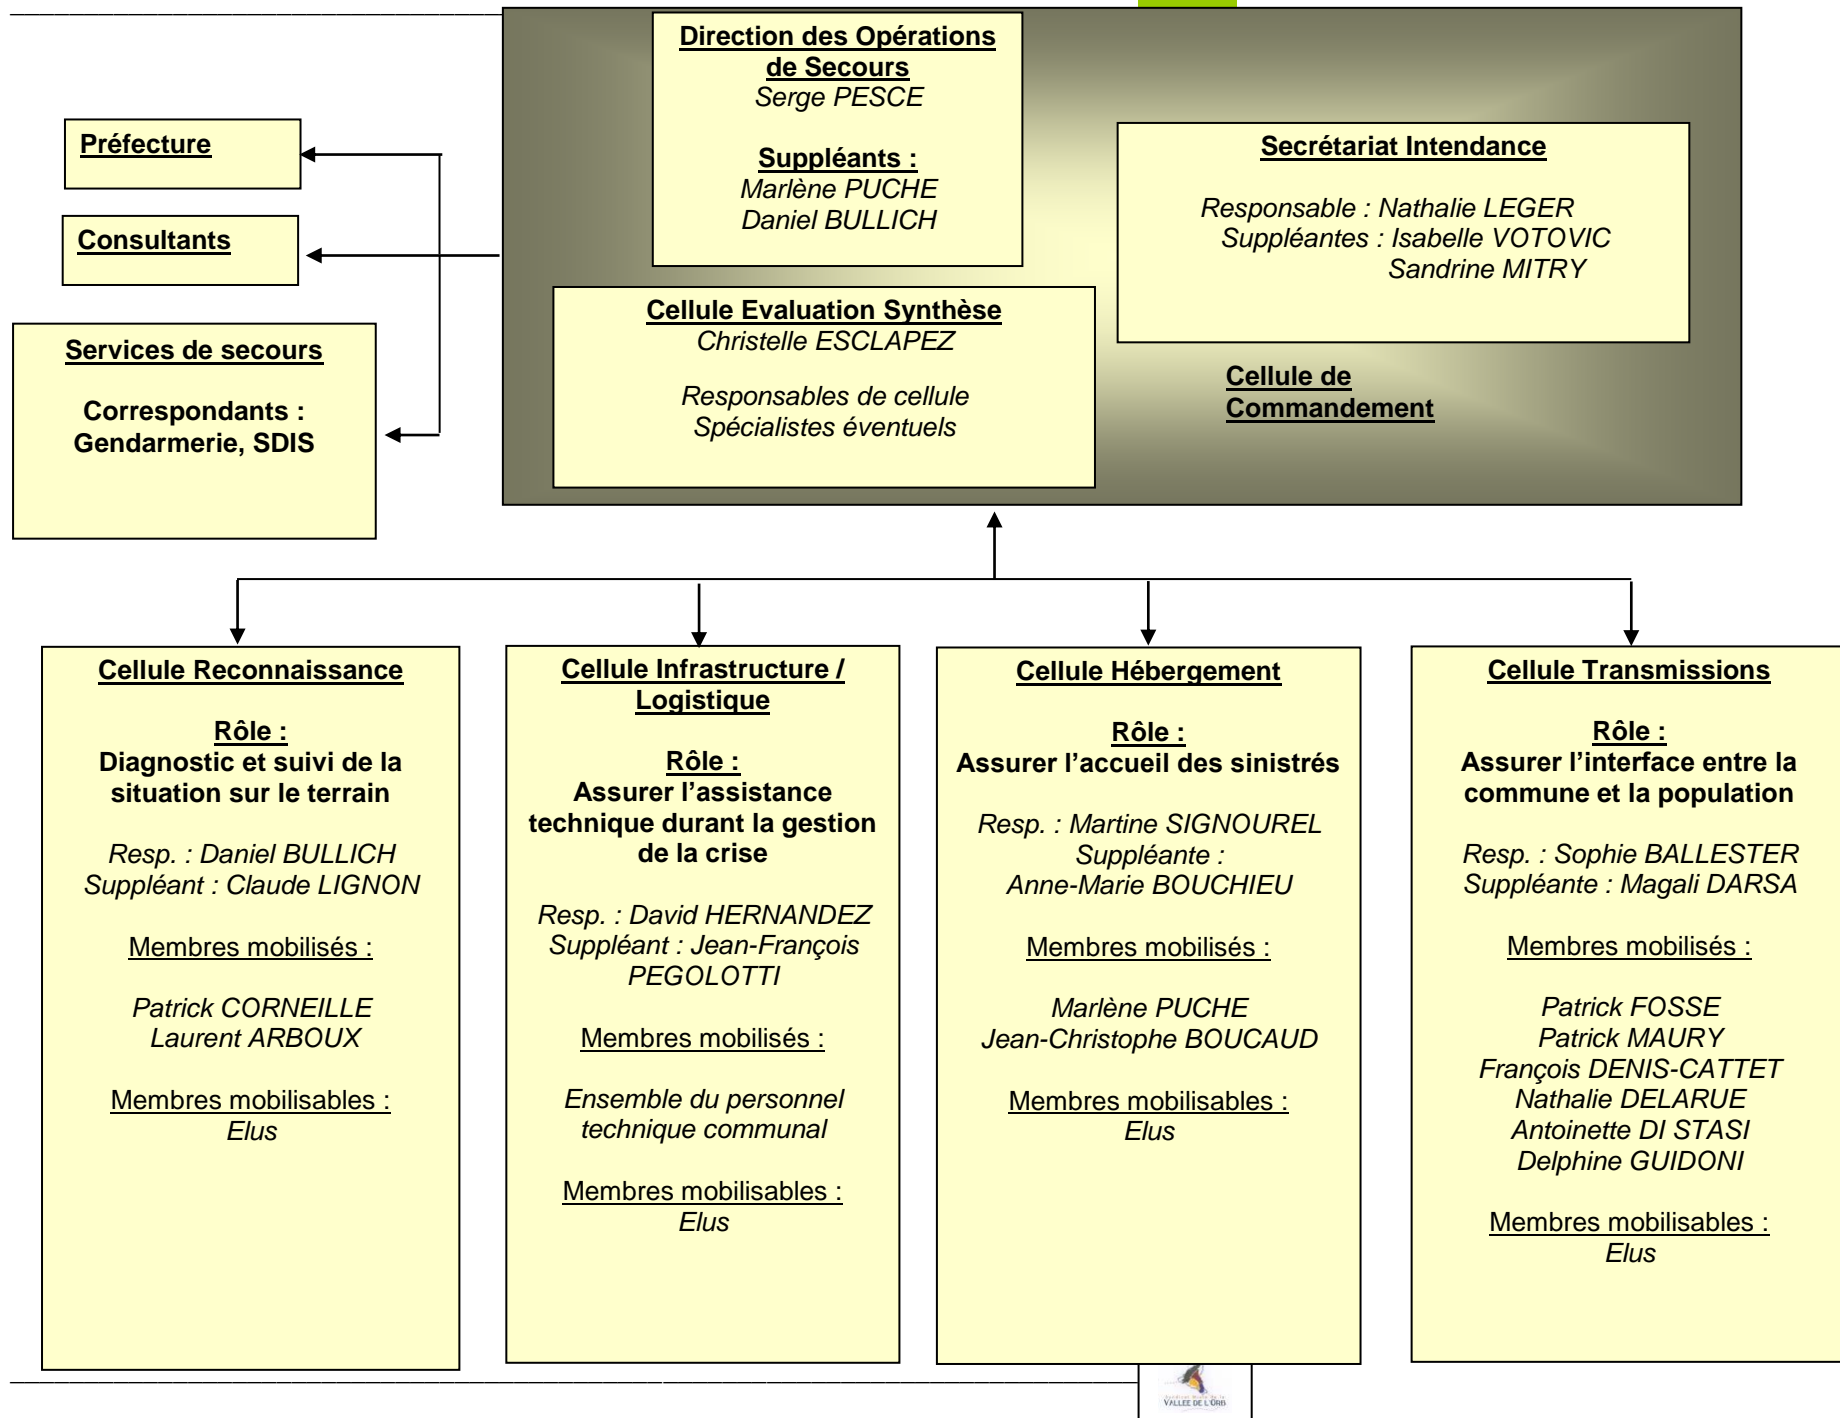 Direction des Opérations
de Secours
Serge PESCE
Suppléants :
Marlène PUCHE
Daniel BULLICH
Secrétariat Intendance
Responsable : Nathalie LEGER
Suppléantes : Isabelle VOTOVIC
Sandrine MITRY
Préfecture
Consultants
Services de secours
Correspondants :
Gendarmerie, SDIS
Cellule Evaluation Synthèse
Christelle ESCLAPEZ
Responsables de cellule
Spécialistes éventuels
Cellule de
Commandement
Cellule Reconnaissance
Rôle :
Diagnostic et suivi de la
situation sur le terrain
Resp. : Daniel BULLICH
Suppléant : Claude LIGNON
Membres mobilisés :
Patrick CORNEILLE
Laurent ARBOUX
Membres mobilisables :
Elus
Cellule Infrastructure /
Logistique
Rôle :
Assurer l’assistance
technique durant la gestion
de la crise
Resp. : David HERNANDEZ
Suppléant : Jean-François
PEGOLOTTI
Membres mobilisés :
Ensemble du personnel
technique communal
Membres mobilisables :
Elus
Cellule Hébergement
Rôle :
Assurer l’accueil des sinistrés
Resp. : Martine SIGNOUREL
Suppléante :
Anne-Marie BOUCHIEU
Membres mobilisés :
Marlène PUCHE
Jean-Christophe BOUCAUD
Membres mobilisables :
Elus
Cellule Transmissions
Rôle :
Assurer l’interface entre la
commune et la population
Resp. : Sophie BALLESTER
Suppléante : Magali DARSA
Membres mobilisés :
Patrick FOSSE
Patrick MAURY
François DENIS-CATTET
Nathalie DELARUE
Antoinette DI STASI
Delphine GUIDONI
Membres mobilisables :
Elus
VALLEE DE L'ORB